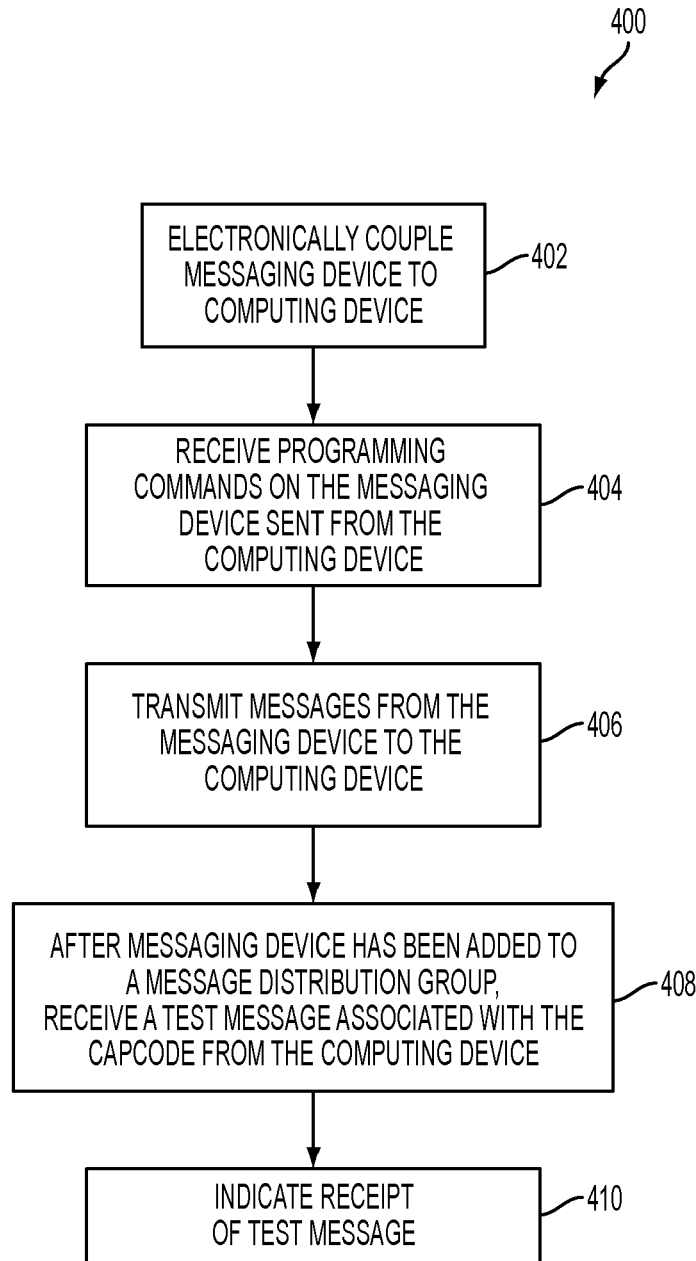 400
ELECTRONICALLY COUPLE
MESSAGING DEVICE TO
COMPUTING DEVICE
402
RECEIVE PROGRAMMING
COMMANDS ON THE MESSAGING
DEVICE SENT FROM THE
COMPUTING DEVICE
404
TRANSMIT MESSAGES FROM THE
MESSAGING DEVICE TO THE
COMPUTING DEVICE
406
AFTER MESSAGING DEVICE HAS BEEN ADDED TO
A MESSAGE DISTRIBUTION GROUP,
RECEIVE A TEST MESSAGE ASSOCIATED WITH THE
CAPCODE FROM THE COMPUTING DEVICE
408
INDICATE RECEIPT
OF TEST MESSAGE
410